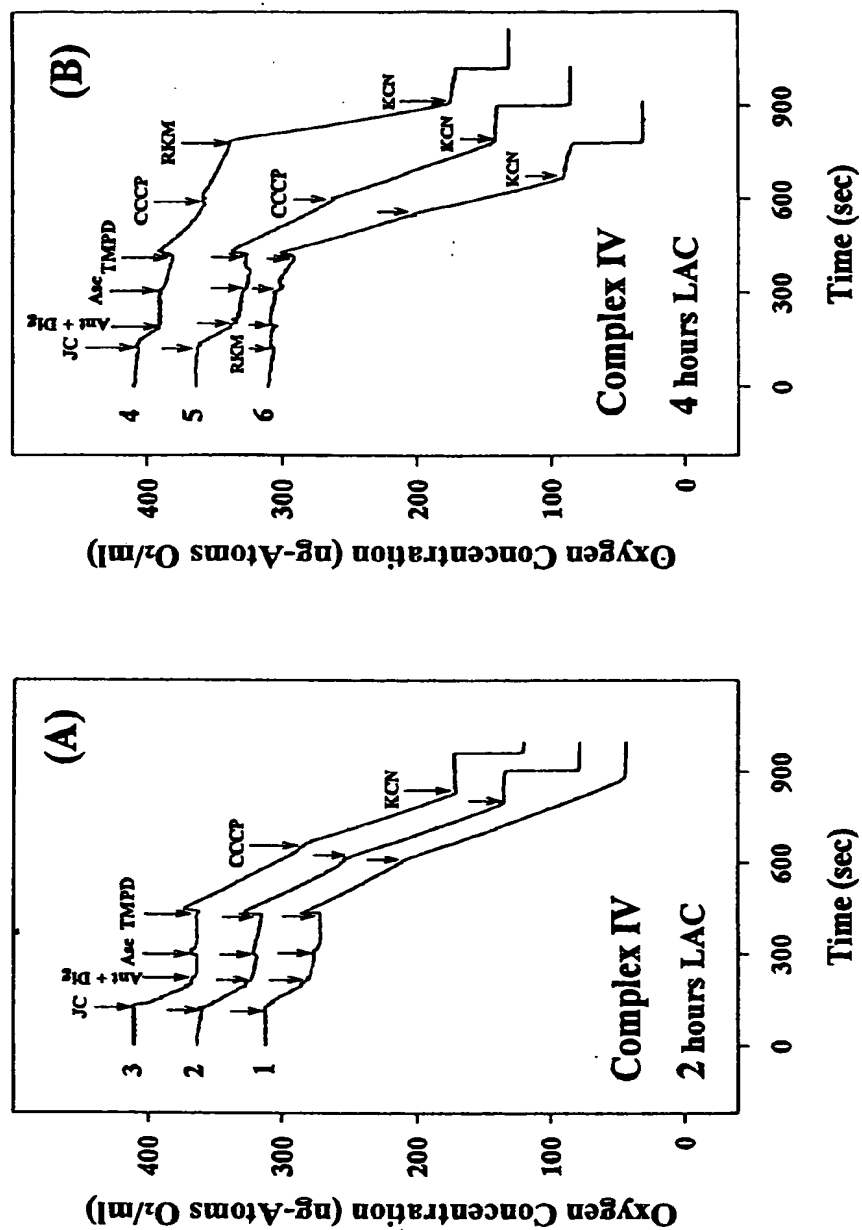 (A)
Oxygen Concentration (ng-Atoms O₂/ml)
400
300
200
100
0
3
2
1
JC
Ant + Dig
Asc
TMPD
CCCP
KCN
Complex IV
2 hours LAC
0
300
600
900
Time (sec)
(B)
Oxygen Concentration (ng-Atoms O₂/ml)
400
300
200
100
0
4
5
6
JC
Ant + Dig
Asc
TMPD
CCCP
RKM
KCN
CCCP
KCN
RKM
KCN
Complex IV
4 hours LAC
0
300
600
900
Time (sec)